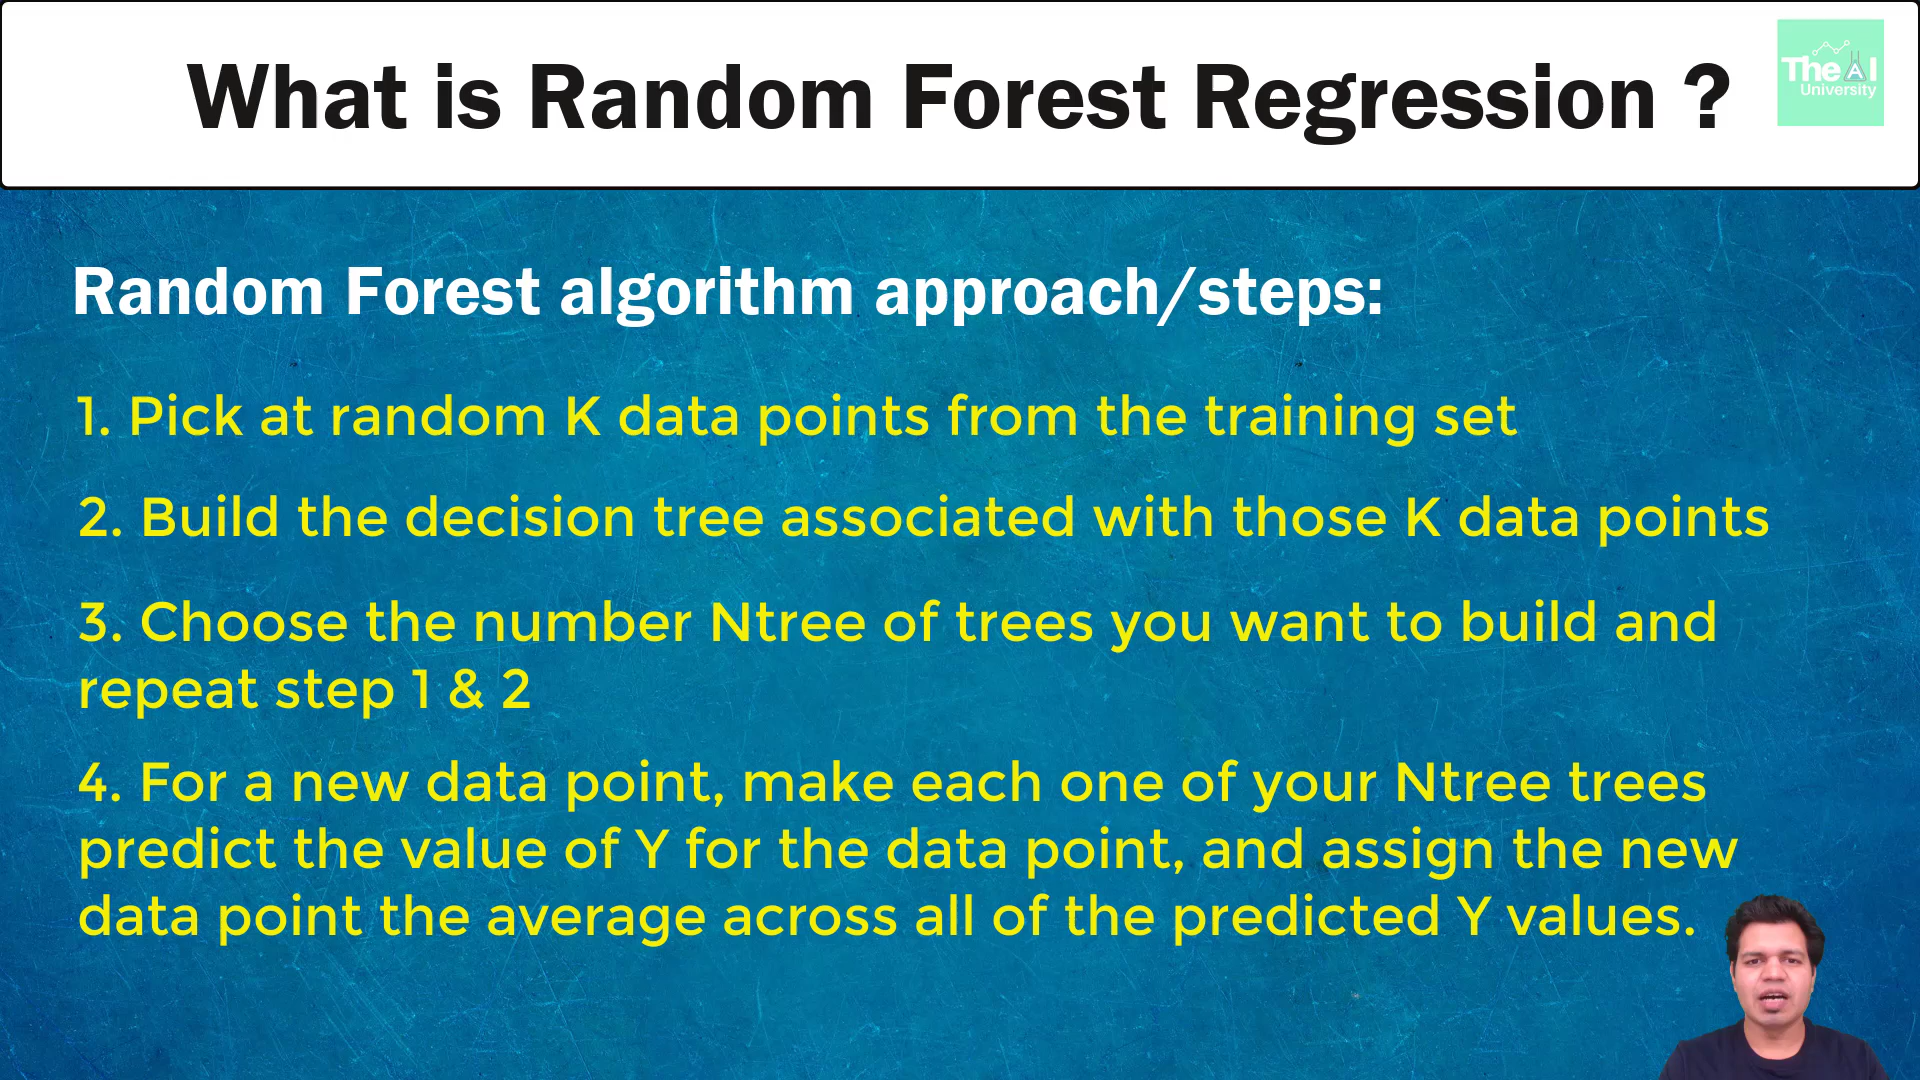 What is Random Forest Regression ?
The AI
University
Random Forest algorithm approach/steps:
1. Pick at random K data points from the training set
2. Build the decision tree associated with those K data points
3. Choose the number Ntree of trees you want to build and
repeat step 1 & 2
4. For a new data point, make each one of your Ntree trees
predict the value of Y for the data point, and assign the new
data point the average across all of the predicted Y values.